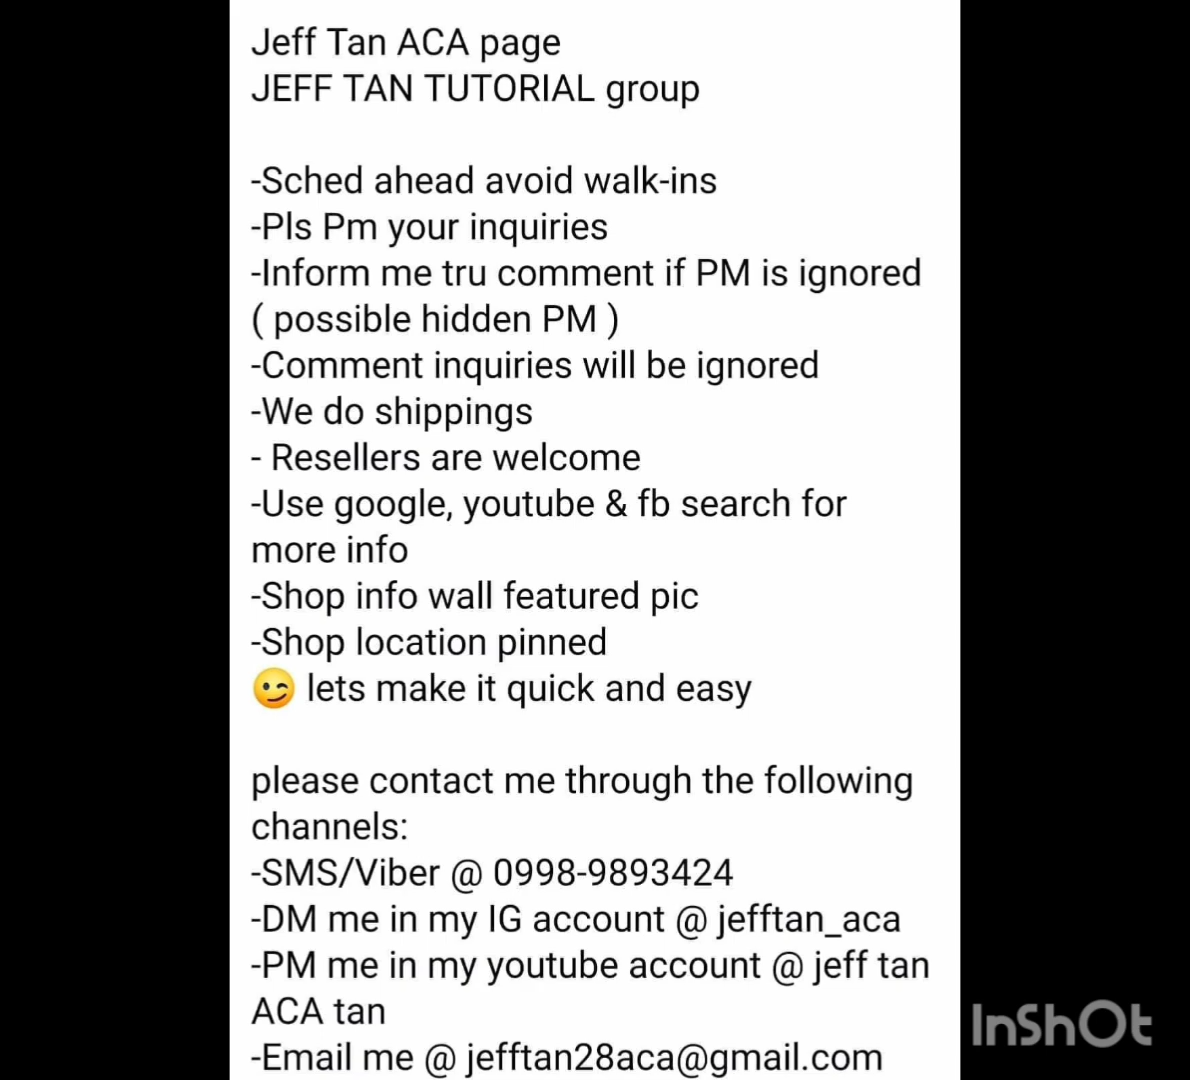 Jeff Tan ACA page
JEFF TAN TUTORIAL group
-Sched ahead avoid walk-ins
-Pls Pm your inquiries
-Inform me tru comment if PM is ignored
( possible hidden PM )
-Comment inquiries will be ignored
-We do shippings
- Resellers are welcome
-Use google, youtube & fb search for
more info
-Shop info wall featured pic
-Shop location pinned
😉 lets make it quick and easy
please contact me through the following
channels:
-SMS/Viber @ 0998-9893424
-DM me in my IG account @ jefftan_aca
-PM me in my youtube account @ jeff tan
ACA tan
-Email me @ jefftan28aca@gmail.com
InShOt